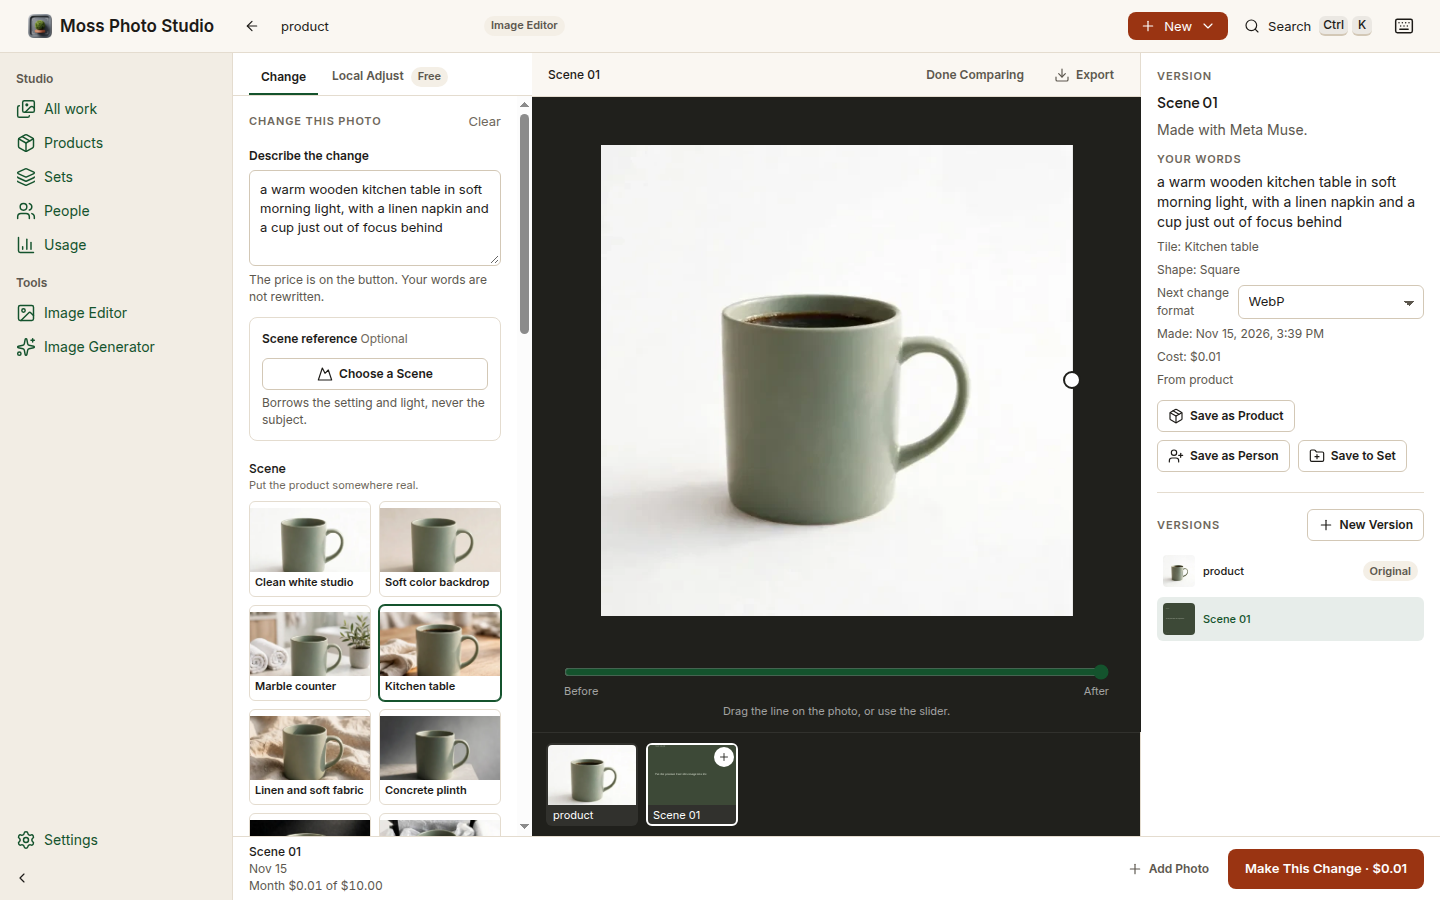 Moss Photo Studio
product
Image Editor
New
Search
Ctrl
K
Studio
All work
Products
Sets
People
Usage
Tools
Image Editor
Image Generator
Settings
Change
Local Adjust
Free
CHANGE THIS PHOTO
Clear
Describe the change
a warm wooden kitchen table in soft
morning light, with a linen napkin and
a cup just out of focus behind
The price is on the button. Your words are
not rewritten.
Scene reference Optional
Choose a Scene
Borrows the setting and light, never the
subject.
Scene
Put the product somewhere real.
Clean white studio
Soft color backdrop
Marble counter
Kitchen table
Linen and soft fabric
Concrete plinth
Scene 01
Done Comparing
Export
Before
After
Drag the line on the photo, or use the slider.
product
Scene 01
VERSION
Scene 01
Made with Meta Muse.
YOUR WORDS
a warm wooden kitchen table in soft
morning light, with a linen napkin and a
cup just out of focus behind
Tile: Kitchen table
Shape: Square
Next change
format
WebP
Made: Nov 15, 2026, 3:39 PM
Cost: $0.01
From product
Save as Product
Save as Person
Save to Set
VERSIONS
New Version
product
Original
Scene 01
Scene 01
Nov 15
Month $0.01 of $10.00
Add Photo
Make This Change · $0.01